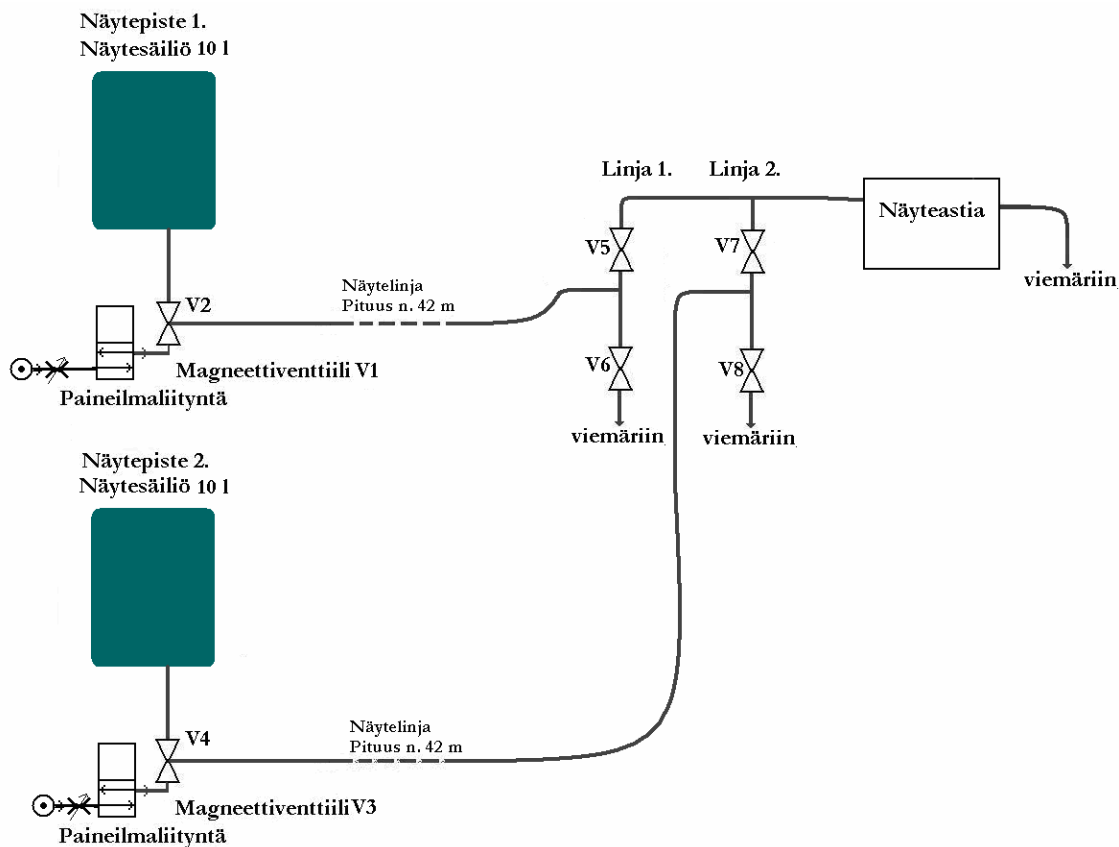 Näytepiste 1.
Näytesäiliö 10 l
Linja 1.
Linja 2.
Näyteastia
V5
V7
viemäriin
Näytelinja
Pituus n. 42 m
V2
V6
V8
Magneettiventtiili V1
Paineilmaliityntä
viemäriin
viemäriin
Näytepiste 2.
Näytesäiliö 10 l
V4
Näytelinja
Pituus n. 42 m
Magneettiventtiili V3
Paineilmaliityntä